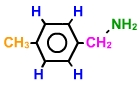 H H NH₂
CH₃ CH₂
H H